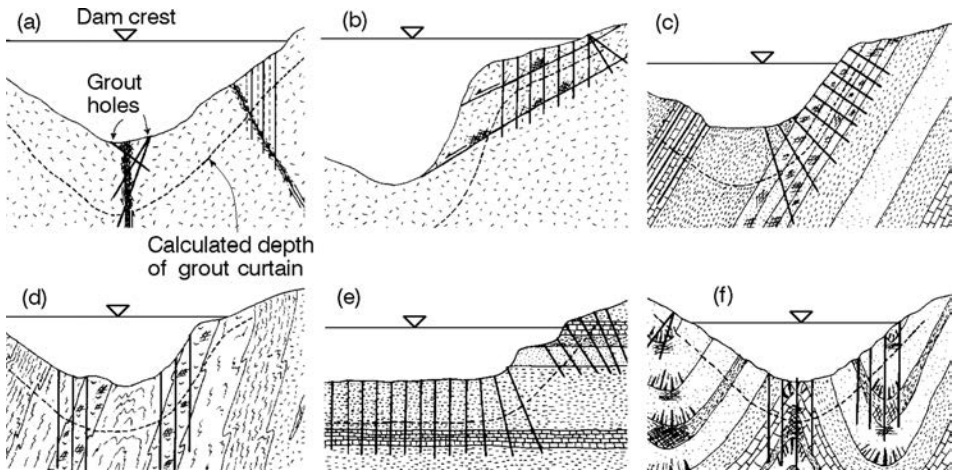 (a)
Dam crest
Grout
holes
Calculated depth
of grout curtain
(b)
(c)
(d)
(e)
(f)